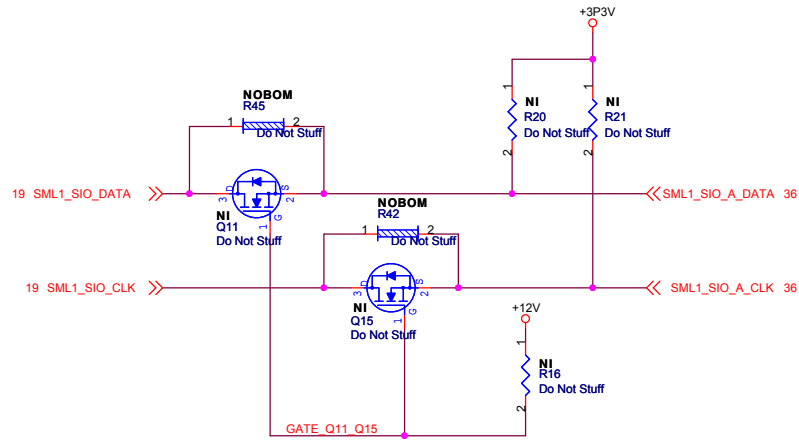 +3P3V
NOBOM
R45
1
2
Do Not Stuff
1
NI
R20
Do Not Stuff
2
1
NI
R21
Do Not Stuff
2
19 SML1_SIO_DATA
3
D
S
2
G
1
NI
Q11
Do Not Stuff
SML1_SIO_A_DATA 36
NOBOM
R42
1
2
Do Not Stuff
19 SML1_SIO_CLK
3
D
S
2
G
1
NI
Q15
Do Not Stuff
SML1_SIO_A_CLK 36
+12V
1
NI
R16
Do Not Stuff
2
GATE_Q11_Q15